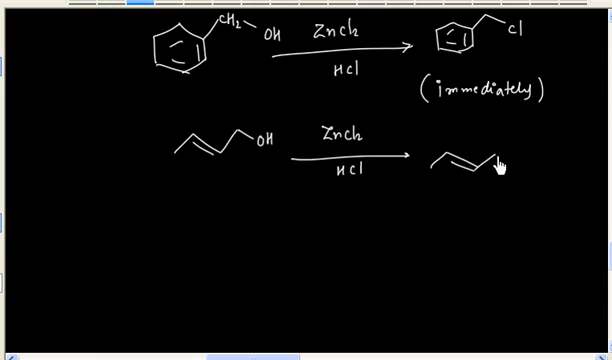 CH2 OH ZnCl2 Cl
HCl
(immediately)
OH ZnCl2
HCl